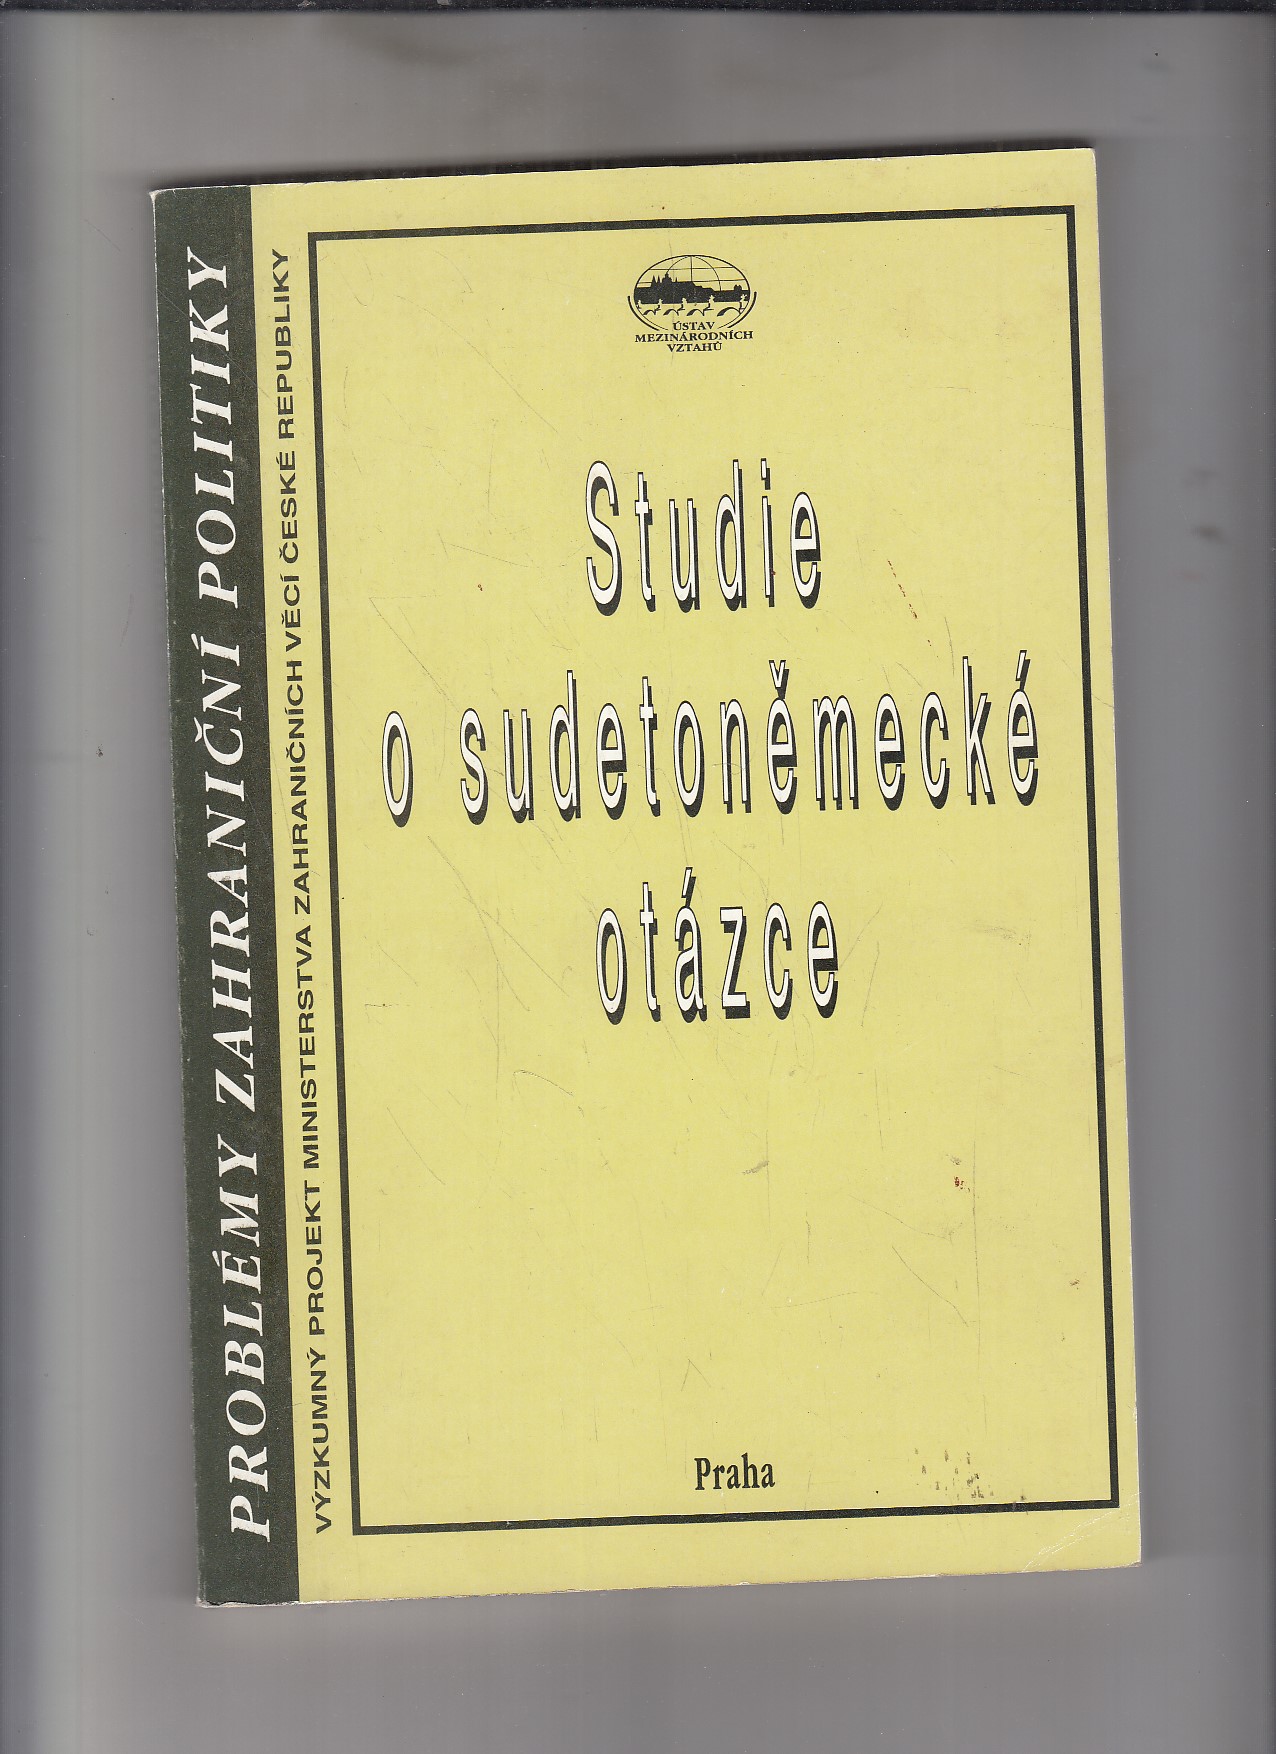 PROBLÉMY ZAHRANIČNÍ POLITIKY
VÝZKUMNÝ PROJEKT MINISTERSTVA ZAHRANIČNÍCH VĚCÍ ČESKÉ REPUBLIKY
ÚSTAV
MEZINÁRODNÍCH
VZTAHŮ
Studie
o sudetoněmecké
otázce
Praha